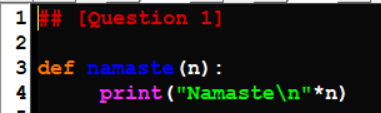 1 ## [Question 1]
2
3 def namaste(n):
4     print("Namaste\n"*n)